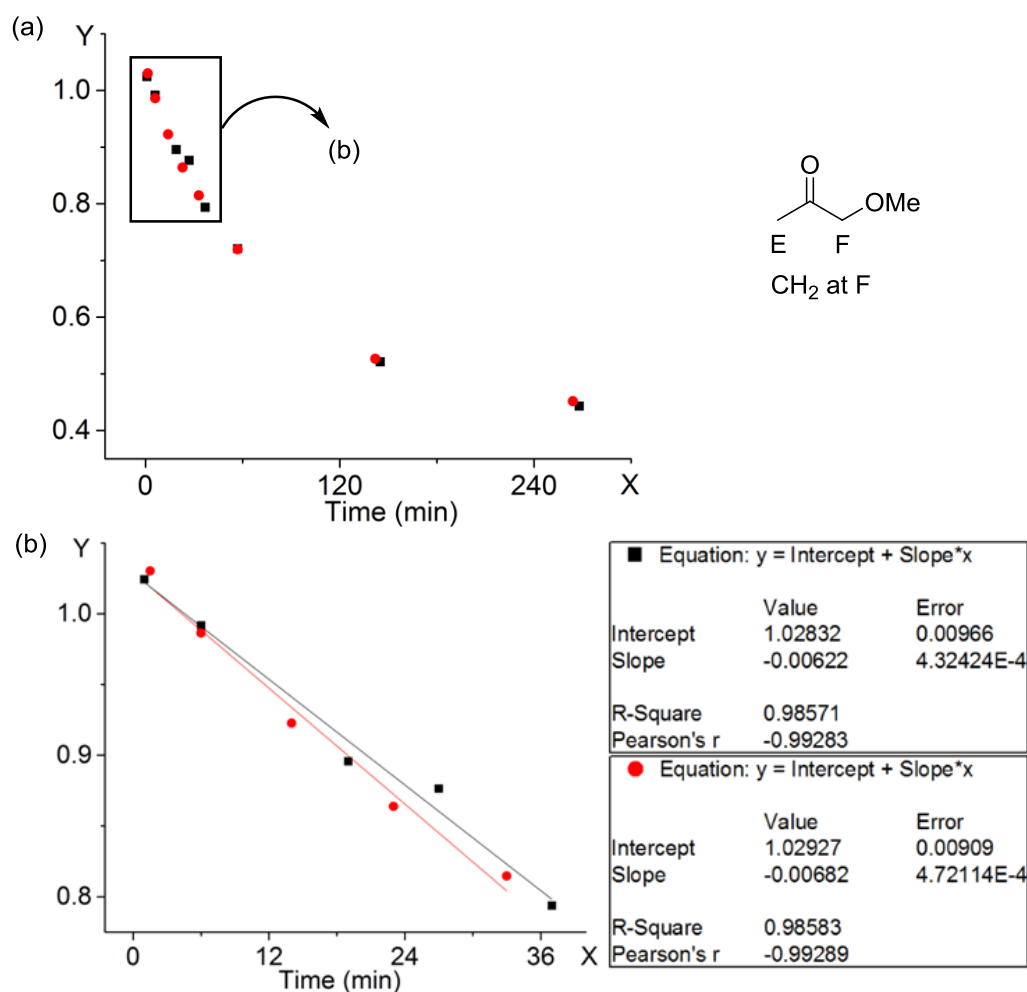 (a)
Y
1.0
0.8
0.6
0.4
0 120 240 X
Time (min)
(b)
O
OMe
E F
CH₂ at F
(b)
Y
1.0
0.9
0.8
0 12 24 36 X
Time (min)
Equation: y = Intercept + Slope*x
Value Error
Intercept 1.02832 0.00966
Slope -0.00622 4.32424E-4
R-Square 0.98571
Pearson's r -0.99283
Equation: y = Intercept + Slope*x
Value Error
Intercept 1.02927 0.00909
Slope -0.00682 4.72114E-4
R-Square 0.98583
Pearson's r -0.99289